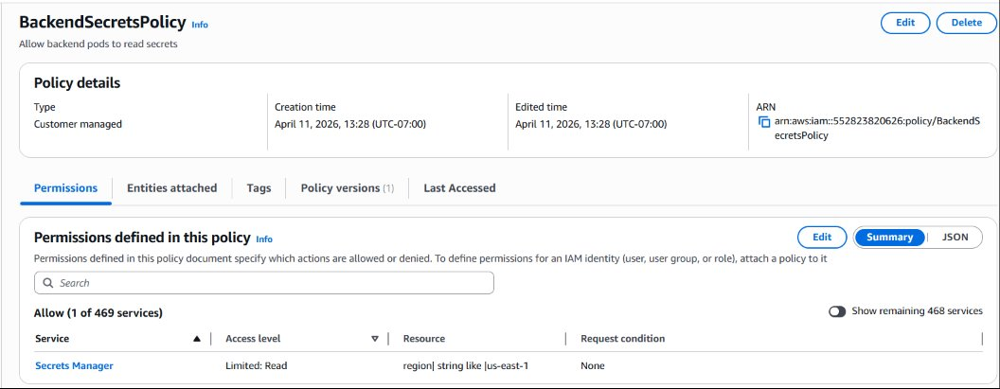 BackendSecretsPolicy Info
Edit
Delete
Allow backend pods to read secrets
Policy details
Type
Customer managed
Creation time
April 11, 2026, 13:28 (UTC-07:00)
Edited time
April 11, 2026, 13:28 (UTC-07:00)
ARN
arn:aws:iam::552823820626:policy/BackendS
ecretsPolicy
Permissions
Entities attached
Tags
Policy versions (1)
Last Accessed
Permissions defined in this policy Info
Edit
Summary
JSON
Permissions defined in this policy document specify which actions are allowed or denied. To define permissions for an IAM identity (user, user group, or role), attach a policy to it
Search
Allow (1 of 469 services)
Show remaining 468 services
Service
Access level
Resource
Request condition
Secrets Manager
Limited: Read
region| string like |us-east-1
None